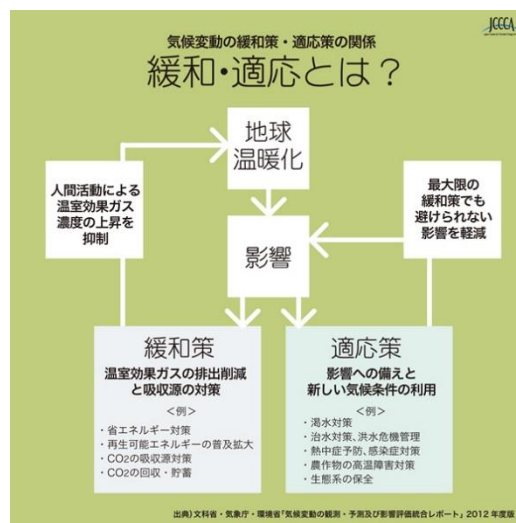 JCCCA
気候変動の緩和策・適応策の関係
緩和・適応とは？
地球
温暖化
人間活動による
温室効果ガス
濃度の上昇を
抑制
最大限の
緩和策でも
避けられない
影響を軽減
影響
緩和策
温室効果ガスの排出削減
と吸収源の対策
＜例＞
・省エネルギー対策
・再生可能エネルギーの普及拡大
・CO2の吸収源対策
・CO2の回収・貯蓄
適応策
影響への備えと
新しい気候条件の利用
＜例＞
・渇水対策
・治水対策、洪水危機管理
・熱中症予防、感染症対策
・農作物の高温障害対策
・生態系の保全
出典）文科省・気象庁・環境省「気候変動の観測・予測及び影響評価統合レポート」2012年度版